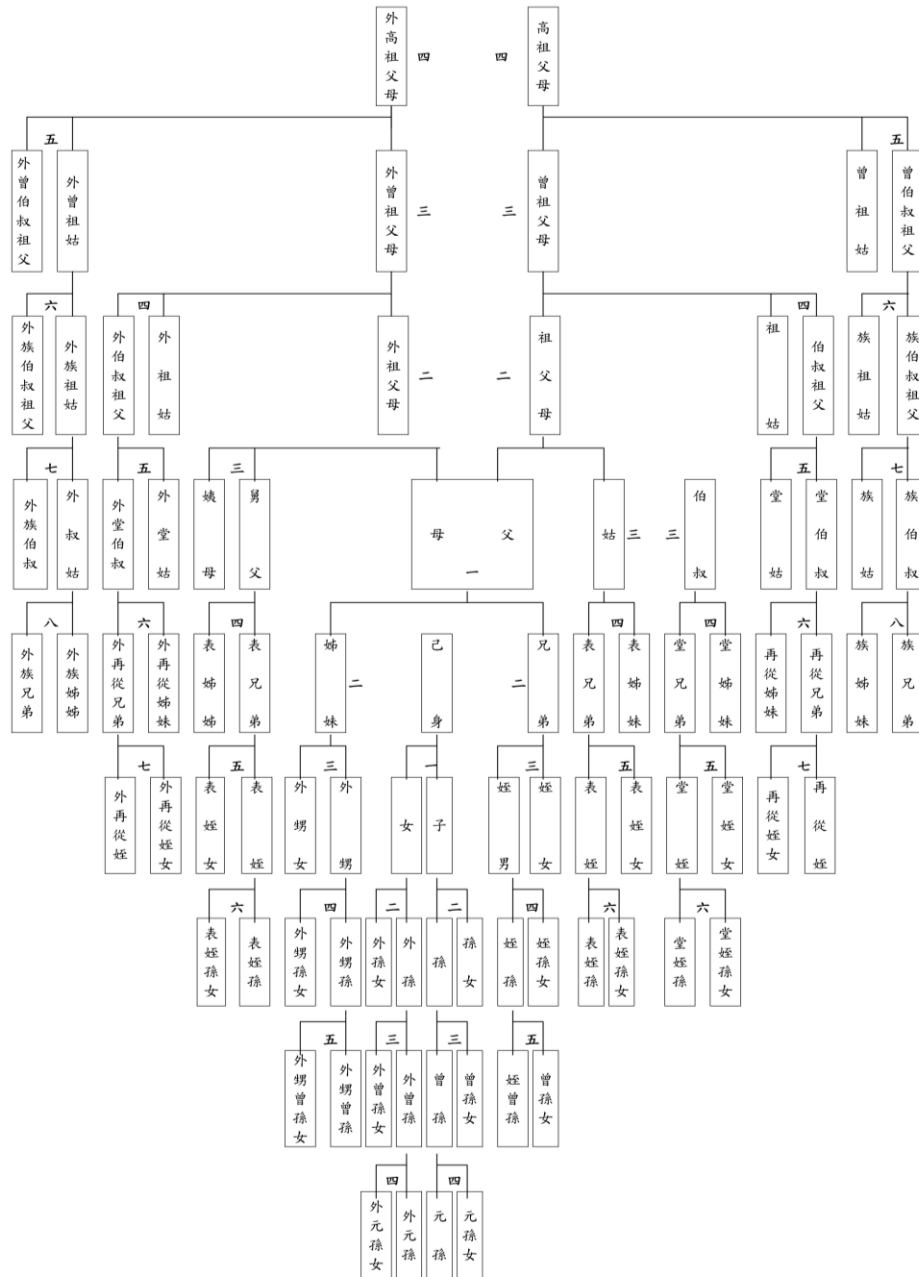 外高祖父母
四
四
高祖父母
五
五
外曾伯叔祖父
外曾祖姑
外曾祖父母
三
三
曾祖父母
曾祖姑
曾伯叔祖父
六
四
四
六
外族伯叔祖父
外族祖姑
外伯叔祖父
外祖姑
外祖父母
二
二
祖父母
祖姑
伯叔祖父
族祖姑
族伯叔祖父
七
五
三
五
七
外族伯叔
外叔姑
外堂伯叔
外堂姑
姨母
舅父
母
父
一
姑
三
三
伯叔
堂姑
堂伯叔
族姑
族伯叔
八
六
四
四
四
六
八
外族兄弟
外族姊姊
外再從兄弟
外再從姊妹
表姊姊
表兄弟
姊妹
二
己身
二
兄弟
表兄弟
表姊妹
堂兄弟
堂姊妹
再從姊妹
再從兄弟
族姊妹
族兄弟
七
五
三
一
三
五
五
七
外再從姪
外再從姪女
表姪女
表姪
外甥女
外甥
女
子
姪男
姪女
表姪
表姪女
堂姪
堂姪女
再從姪女
再從姪
六
四
二
二
四
六
六
表姪孫女
表姪孫
外甥孫女
外甥孫
外孫女
外孫
孫
孫女
姪孫
姪孫女
表姪孫
表姪孫女
堂姪孫
堂姪孫女
五
三
三
五
外甥曾孫女
外甥曾孫
外曾孫女
外曾孫
曾孫
曾孫女
姪曾孫
曾孫女
四
四
外元孫女
外元孫
元孫
元孫女